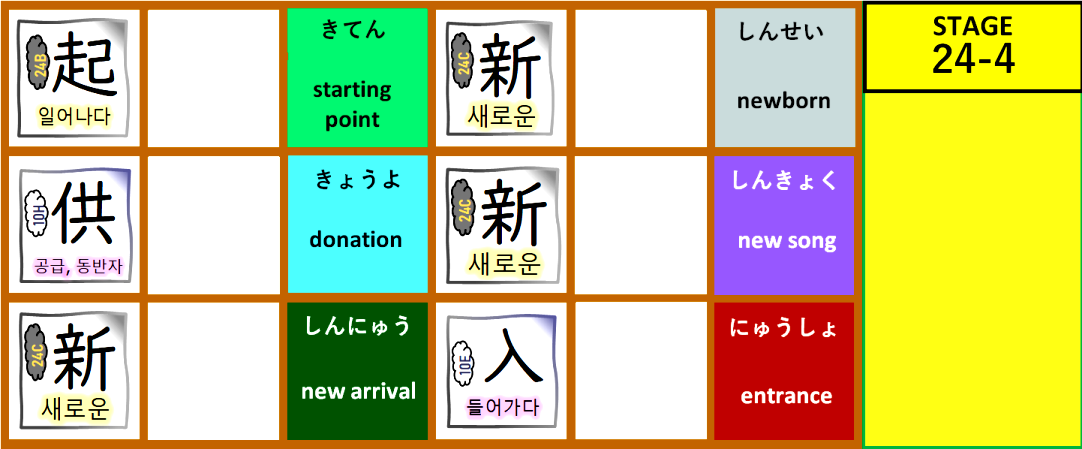 24B
起
일어나다
きてん
starting
point
24C
新
새로운
しんせい
newborn
STAGE
24-4
10H
供
공급, 동반자
きょうよ
donation
24C
新
새로운
しんきょく
new song
24C
新
새로운
しんにゅう
new arrival
10E
入
들어가다
にゅうしょ
entrance